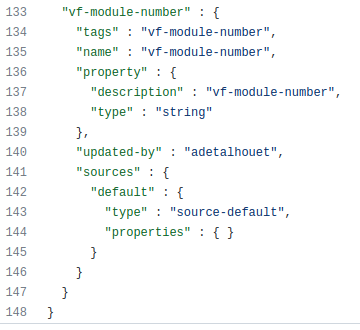 133 "vf-module-number" : {
134 "tags" : "vf-module-number",
135 "name" : "vf-module-number",
136 "property" : {
137 "description" : "vf-module-number",
138 "type" : "string"
139 },
140 "updated-by" : "adetalhouet",
141 "sources" : {
142 "default" : {
143 "type" : "source-default",
144 "properties" : { }
145 }
146 }
147 }
148 }